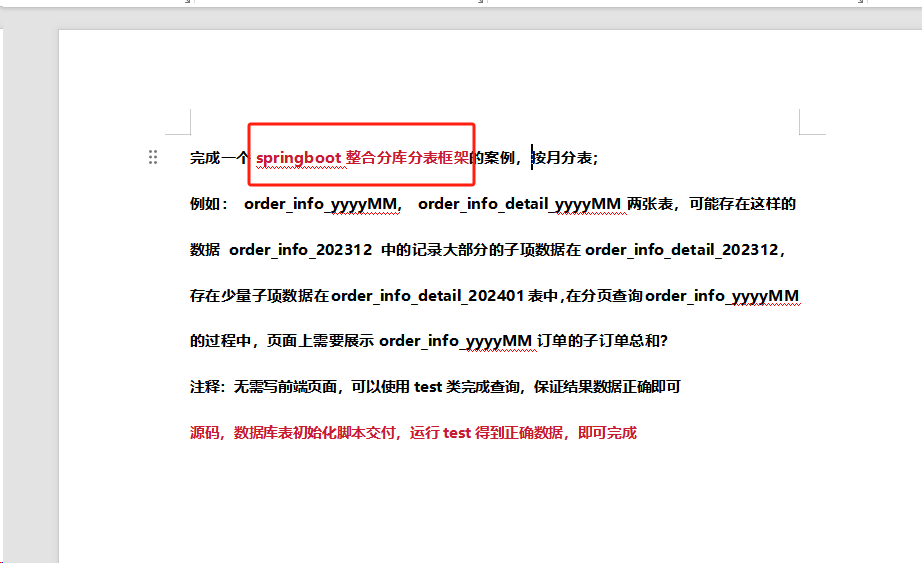 完成一个 springboot 整合分库分表框架的案例，按月分表；
例如： order_info_yyyyMM， order_info_detail_yyyyMM 两张表，可能存在这样的
数据 order_info_202312 中的记录大部分的子项数据在 order_info_detail_202312，
存在少量子项数据在order_info_detail_202401表中,在分页查询order_info_yyyyMM
的过程中，页面上需要展示 order_info_yyyyMM 订单的子订单总和?
注释：无需写前端页面，可以使用 test 类完成查询，保证结果数据正确即可
源码，数据库表初始化脚本交付，运行 test 得到正确数据，即可完成